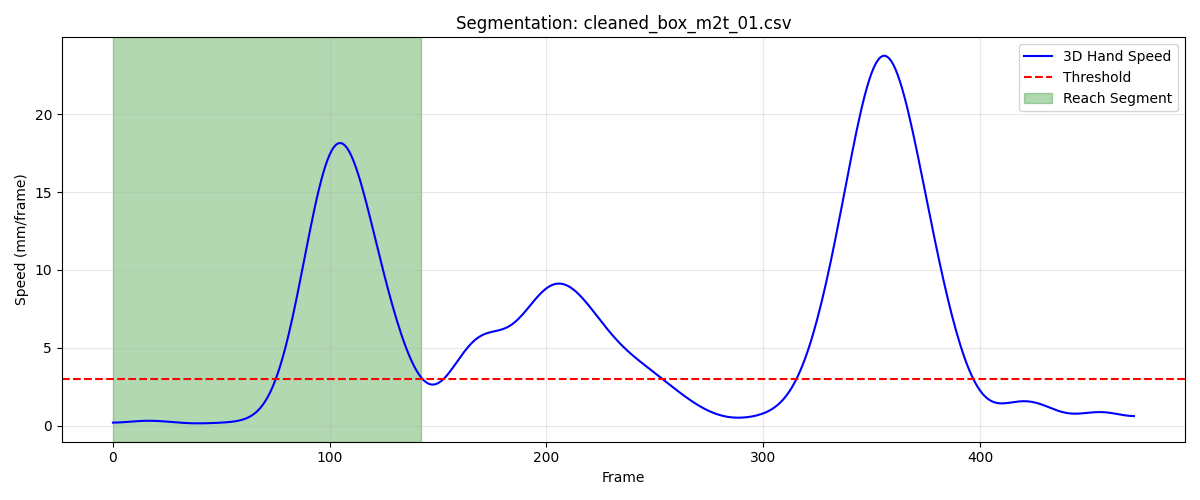 Segmentation: cleaned_box_m2t_01.csv
3D Hand Speed
Threshold
Reach Segment
Speed (mm/frame)
20
15
10
5
0
0 100 200 300 400
Frame